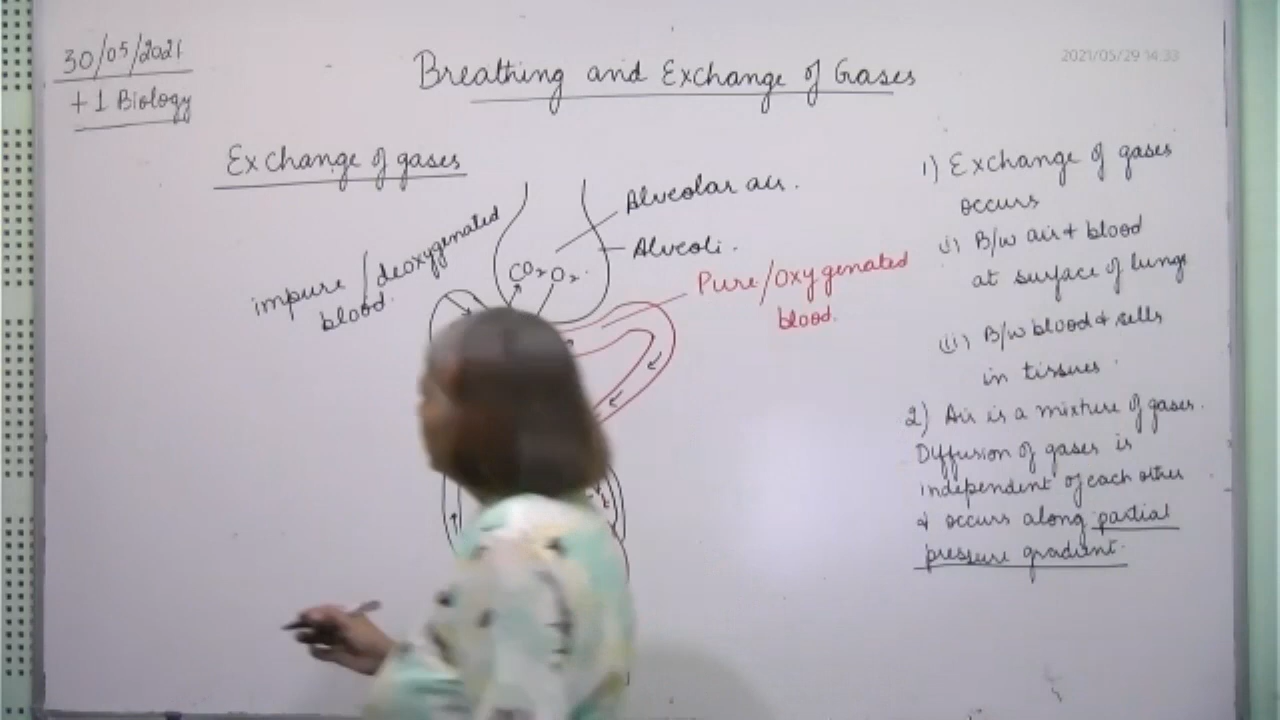 30/05/2021
+1 Biology
Breathing and Exchange of Gases
2021/05/29 14:33
Exchange of gases
Alveolar air.
Alveoli.
CO₂ O₂.
impure/deoxygenated
blood.
Pure/Oxygenated
blood.
1) Exchange of gases
occurs
(i) B/w air + blood
at surface of lungs
(ii) B/w blood & sells
in tissues.
2) Air is a mixture of gases.
Diffusion of gases is
independent of each other
& occurs along partial
pressure gradient.